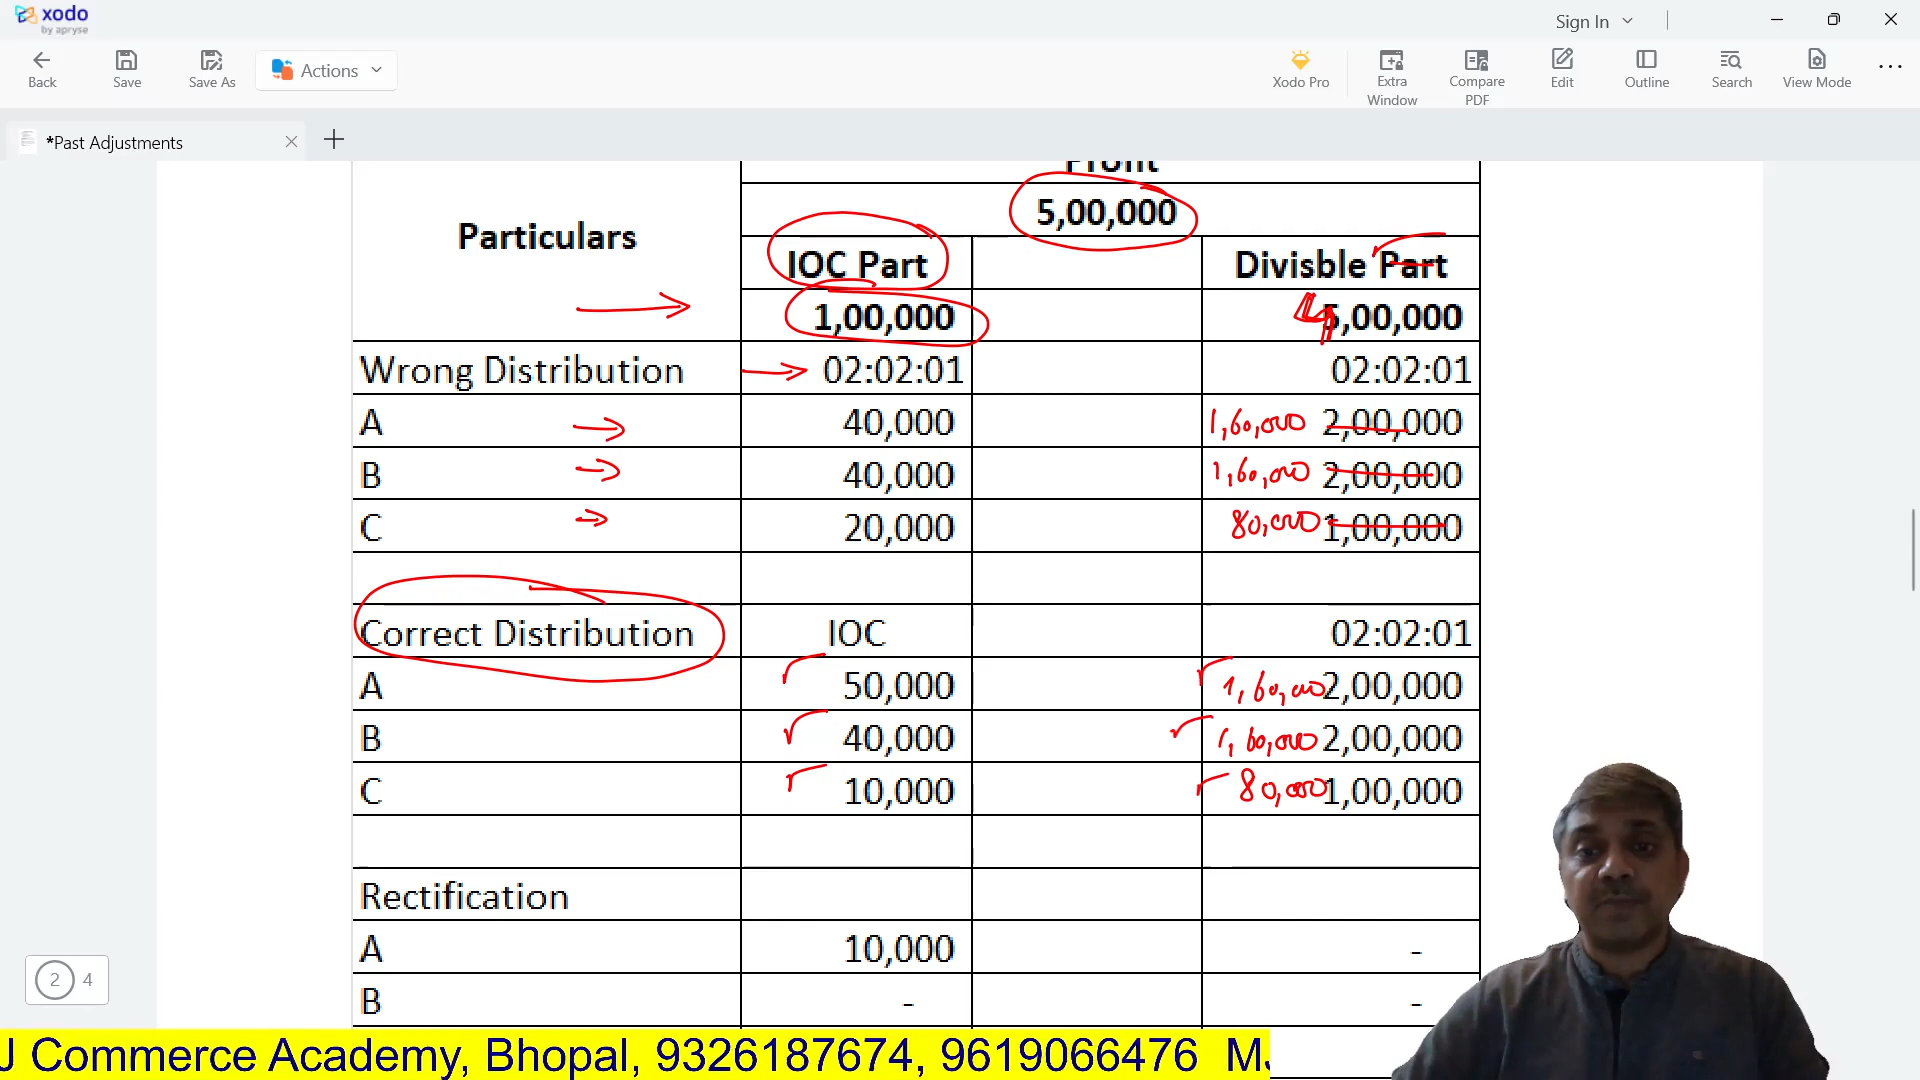 xodo
by apryse
Sign In
Back
Save
Save As
Actions
Xodo Pro
Extra Window
Compare PDF
Edit
Outline
Search
View Mode
*Past Adjustments
Profit
5,00,000
Particulars
IOC Part
Divisble Part
1,00,000
4 5,00,000
Wrong Distribution 02:02:01 02:02:01
A 40,000 1,60,000 2,00,000
B 40,000 1,60,000 2,00,000
C 20,000 80,000 1,00,000
Correct Distribution IOC 02:02:01
A 50,000 1,60,000 2,00,000
B 40,000 1,60,000 2,00,000
C 10,000 80,000 1,00,000
Rectification
A 10,000 -
B - -
2 4
J Commerce Academy, Bhopal, 9326187674, 9619066476 MJ